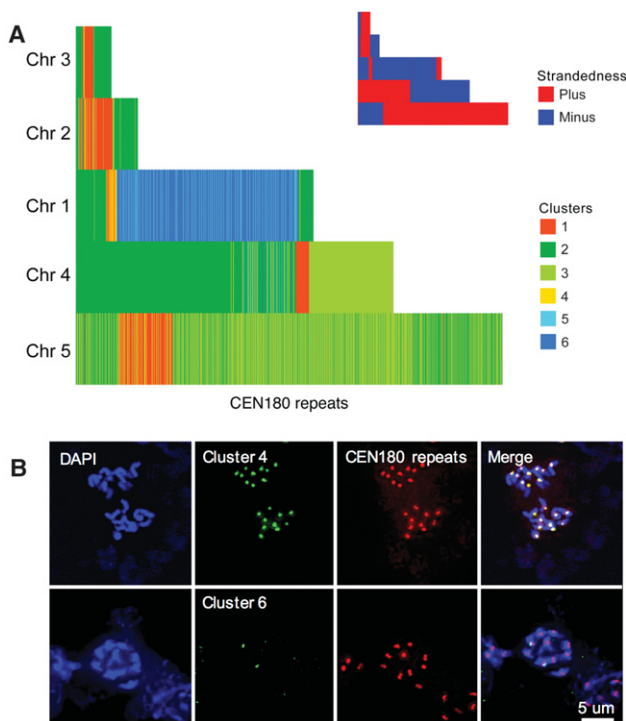 A
Chr 3
Chr 2
Chr 1
Chr 4
Chr 5
CEN180 repeats
Strandedness
Plus
Minus
Clusters
1
2
3
4
5
6
B
DAPI
Cluster 4
CEN180 repeats
Merge
Cluster 6
5 um